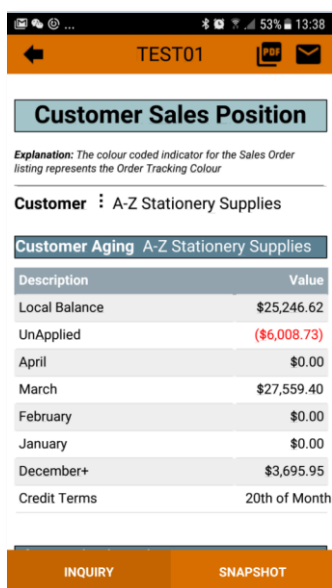 ... 53% 13:38
TEST01 PDF
Customer Sales Position
Explanation: The colour coded indicator for the Sales Order
listing represents the Order Tracking Colour
Customer : A-Z Stationery Supplies
Customer Aging A-Z Stationery Supplies
Description Value
Local Balance $25,246.62
UnApplied ($6,008.73)
April $0.00
March $27,559.40
February $0.00
January $0.00
December+ $3,695.95
Credit Terms 20th of Month
INQUIRY SNAPSHOT